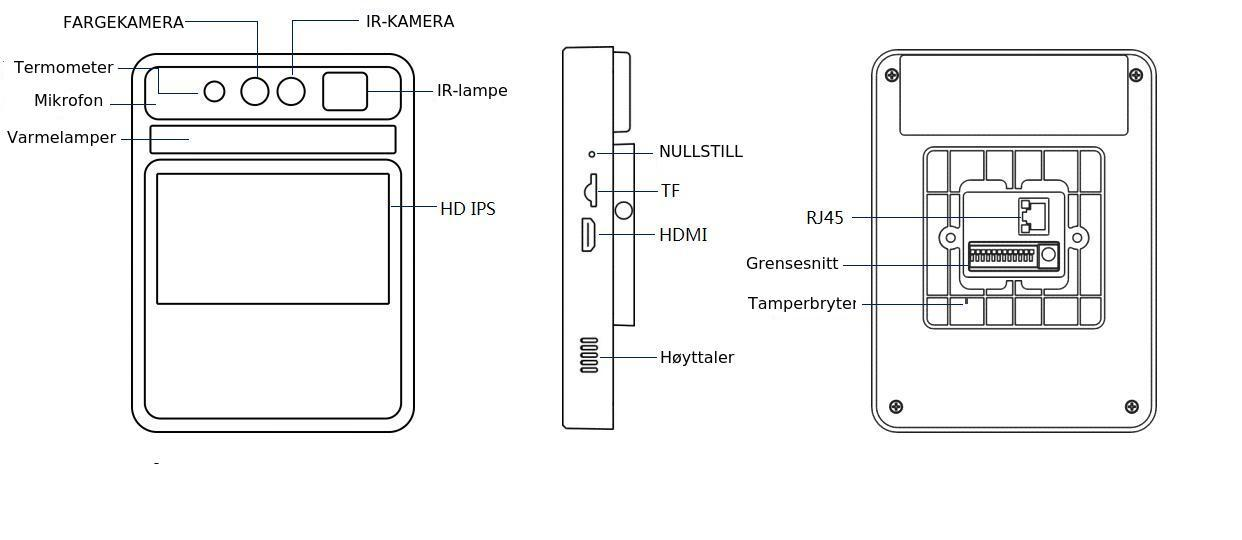 FARGEKAMERA
IR-KAMERA
Termometer
Mikrofon
IR-lampe
Varmelamper
HD IPS
NULLSTILL
TF
HDMI
Høyttaler
RJ45
Grensesnitt
Tamperbryter